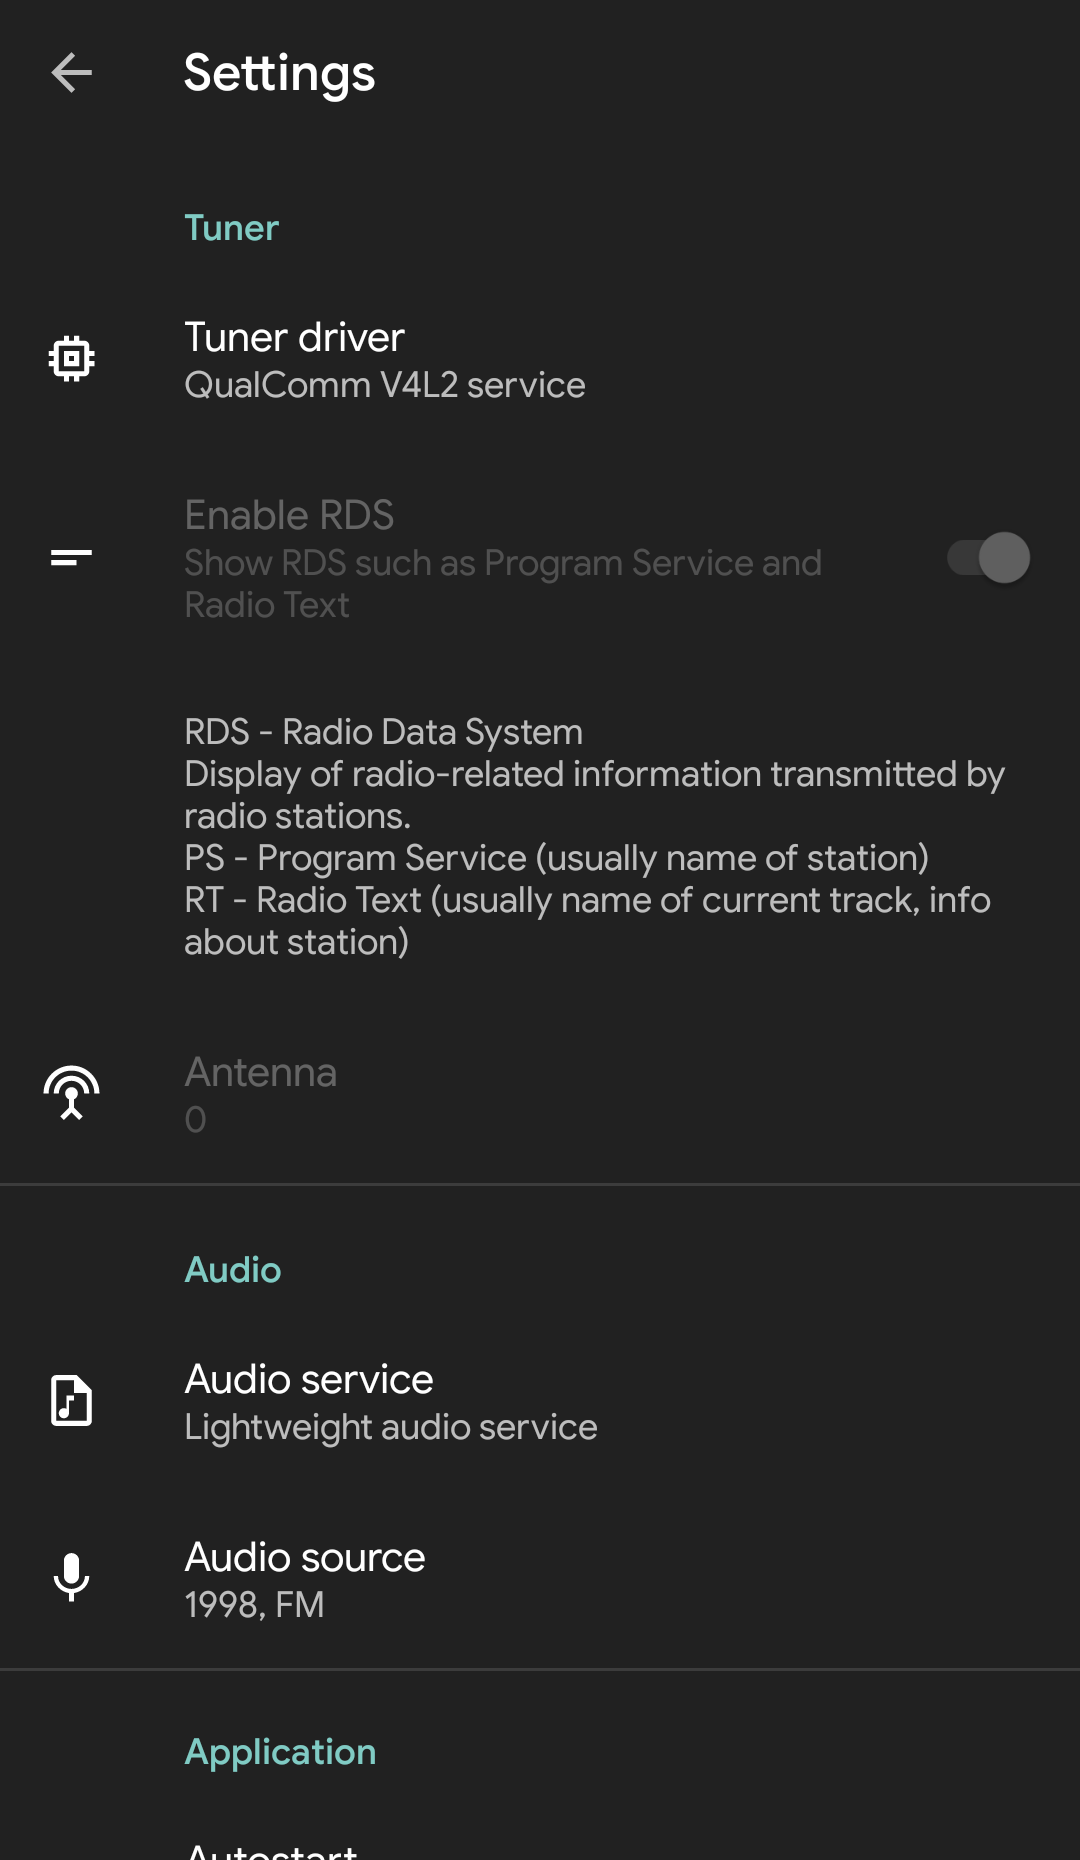 Settings
Tuner
Tuner driver
QualComm V4L2 service
Enable RDS
Show RDS such as Program Service and
Radio Text
RDS - Radio Data System
Display of radio-related information transmitted by
radio stations.
PS - Program Service (usually name of station)
RT - Radio Text (usually name of current track, info
about station)
Antenna
0
Audio
Audio service
Lightweight audio service
Audio source
1998, FM
Application
Autostart